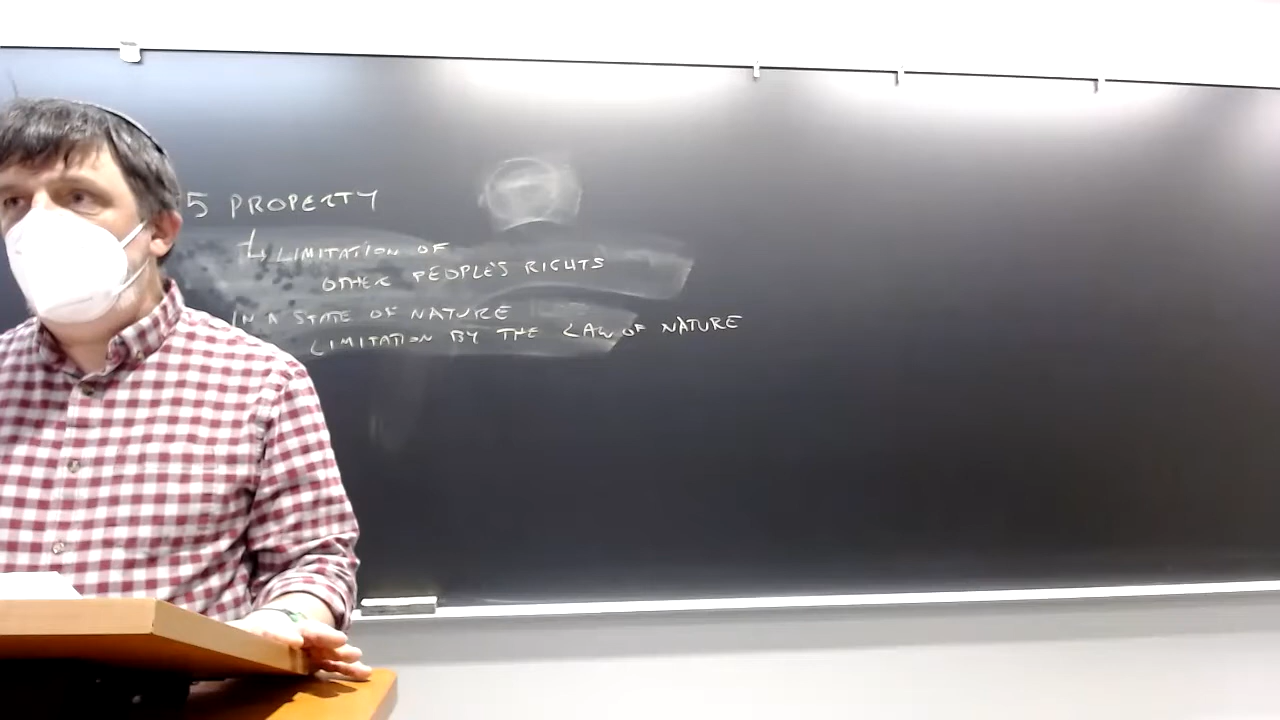 5 PROPERTY
↳ LIMITATION OF
OTHER PEOPLE'S RIGHTS
IN A STATE OF NATURE
LIMITATION BY THE LAW OF NATURE